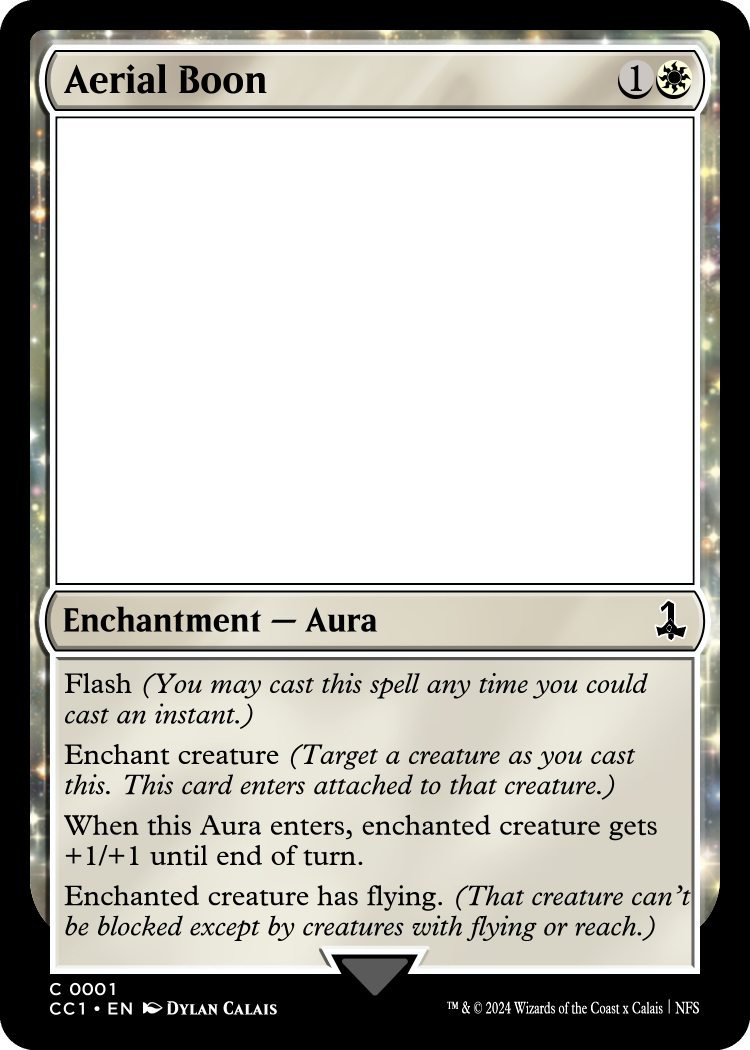 Aerial Boon 1
Enchantment — Aura
Flash (You may cast this spell any time you could
cast an instant.)
Enchant creature (Target a creature as you cast
this. This card enters attached to that creature.)
When this Aura enters, enchanted creature gets
+1/+1 until end of turn.
Enchanted creature has flying. (That creature can't
be blocked except by creatures with flying or reach.)
C 0001
CC1 • EN DYLAN CALAIS ™ & © 2024 Wizards of the Coast x Calais | NFS